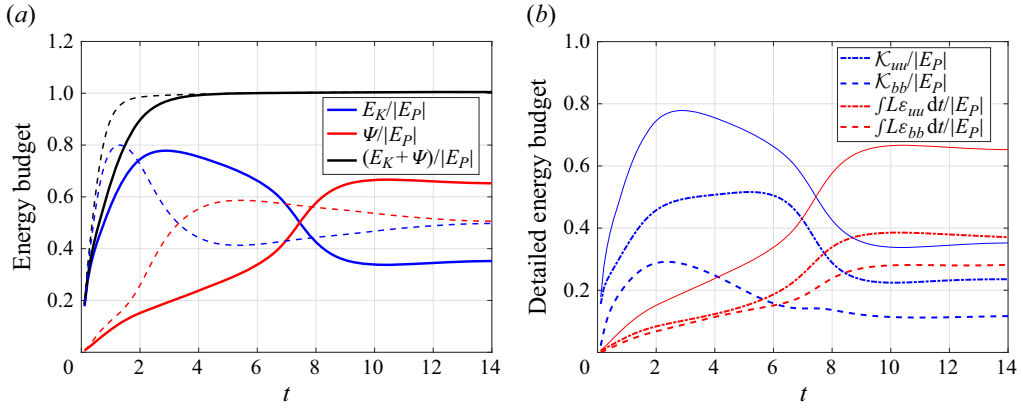 (a)
1.2
1.0
0.8
0.6
0.4
0.2
0
2
4
6
8
10
12
14
t
Energy budget
E_K/|E_P|
Ψ/|E_P|
(E_K + Ψ)/|E_P|
(b)
1.0
0.8
0.6
0.4
0.2
0
2
4
6
8
10
12
14
t
Detailed energy budget
𝒦_uu/|E_P|
𝒦_bb/|E_P|
∫Lε_uu dt/|E_P|
∫Lε_bb dt/|E_P|